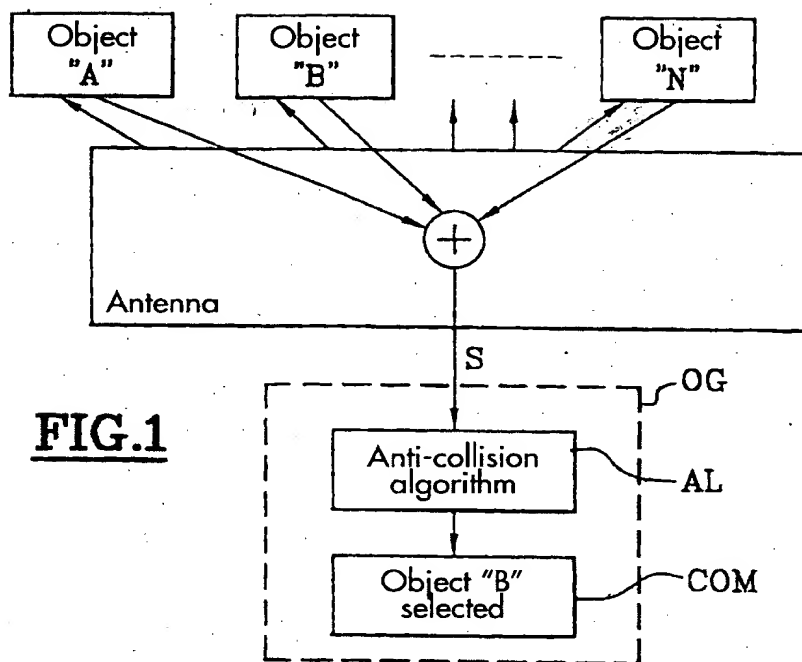 Object
"A"
Object
"B"
Object
"N"
Antenna
S
OG
FIG.1
Anti-collision
algorithm
AL
Object "B"
selected
COM